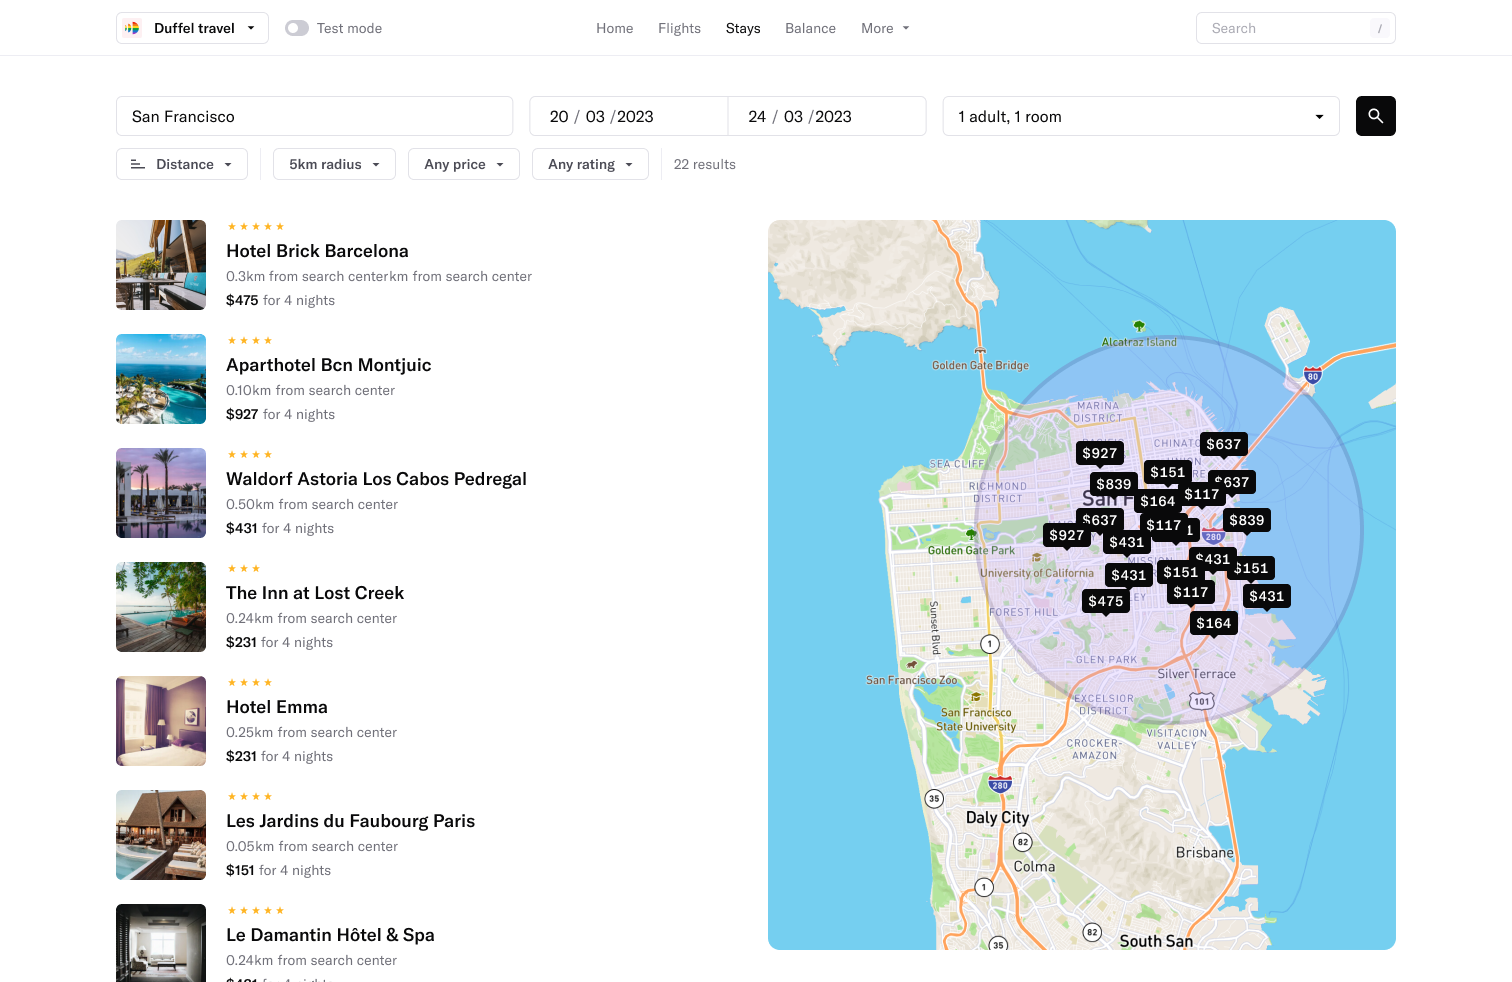 Duffel travel
Test mode
Home
Flights
Stays
Balance
More
Search
/
San Francisco
20 / 03 /2023
24 / 03 /2023
1 adult, 1 room
Distance
5km radius
Any price
Any rating
22 results
Hotel Brick Barcelona
0.3km from search centerkm from search center
$475 for 4 nights
Aparthotel Bcn Montjuic
0.10km from search center
$927 for 4 nights
Waldorf Astoria Los Cabos Pedregal
0.50km from search center
$431 for 4 nights
The Inn at Lost Creek
0.24km from search center
$231 for 4 nights
Hotel Emma
0.25km from search center
$231 for 4 nights
Les Jardins du Faubourg Paris
0.05km from search center
$151 for 4 nights
Le Damantin Hôtel & Spa
0.24km from search center
Alcatraz Island
Golden Gate Bridge
80
MARINA
DISTRICT
CHINATO
$637
$927
SEA CLIFF
$151
$637
$839
RICHMOND
DISTRICT
San F
$164
$117
$637
$117
$839
$927
$431
280
Golden Gate Park
MISSION
$431
$151
University of California
$431
$151
$117
$431
$475
FOREST HILL
$164
Sunset Blvd
1
GLEN PARK
Silver Terrace
San Francisco Zoo
EXCELSIOR
DISTRICT
101
San Francisco
State University
VISITACION
VALLEY
CROCKER-
AMAZON
280
35
Daly City
82
Brisbane
Colma
1
82
South San
35